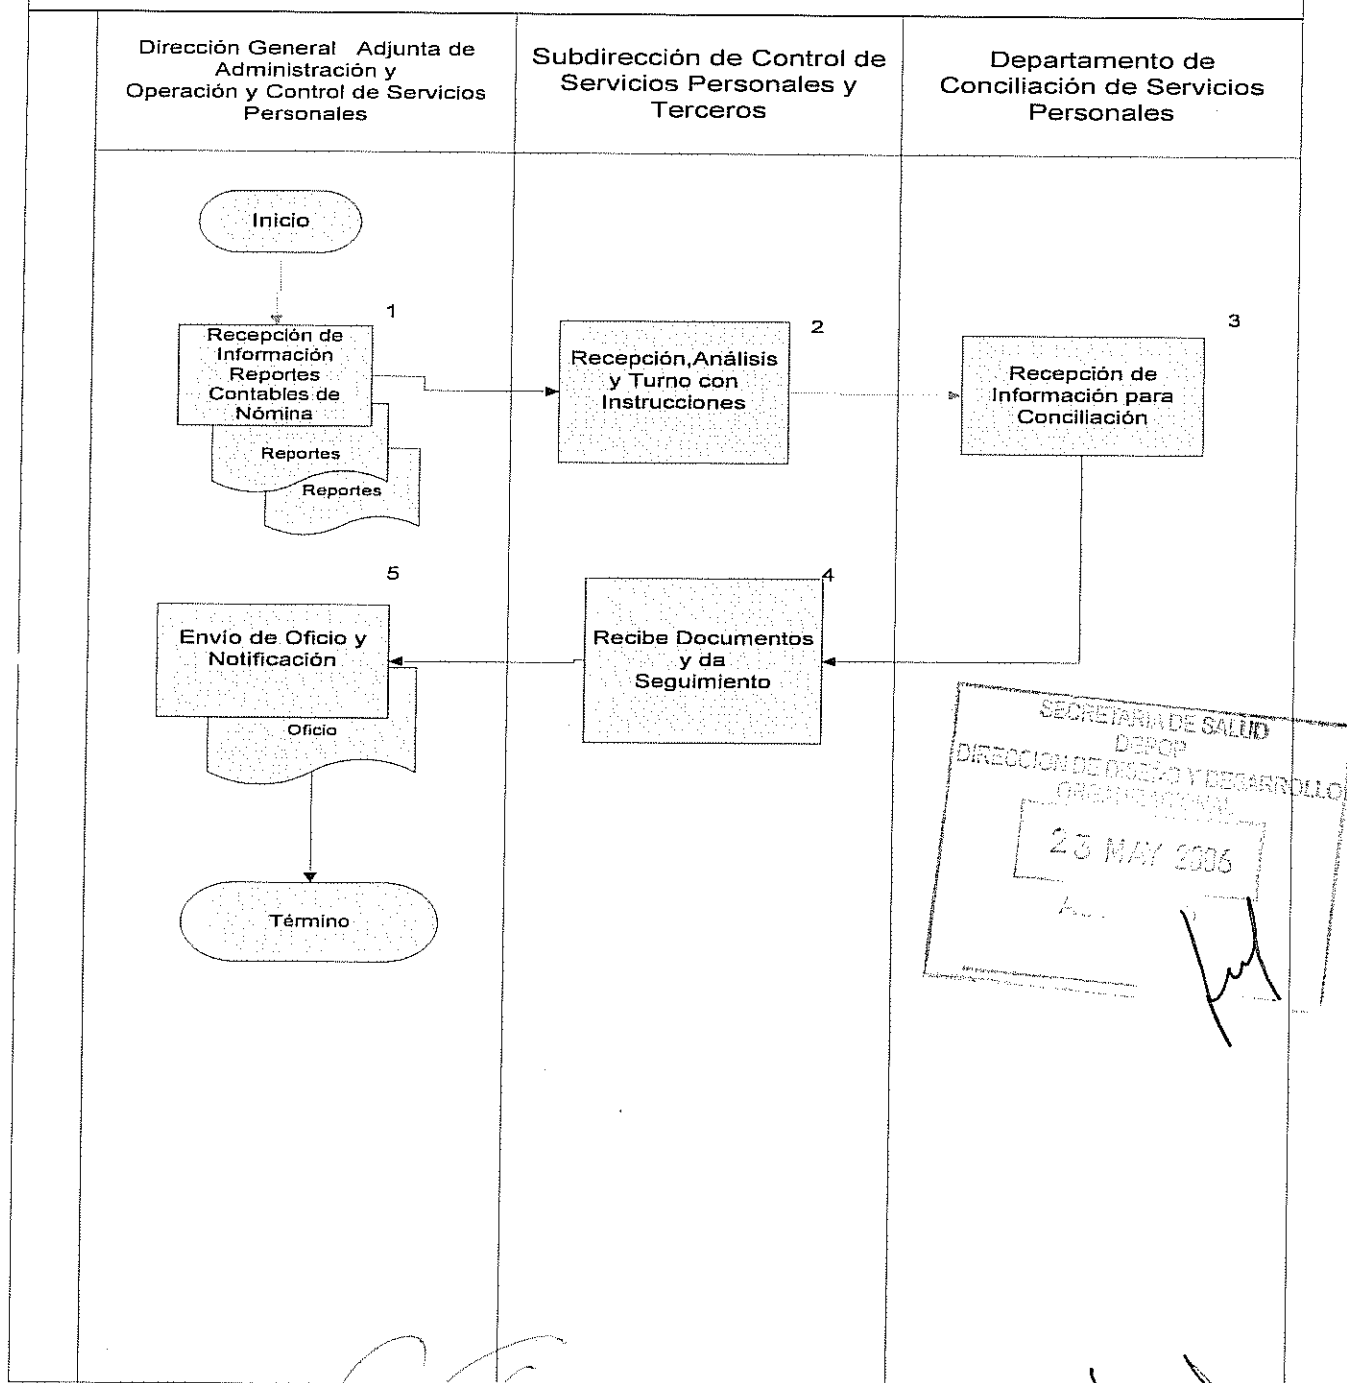 Dirección General Adjunta de
Administración y
Operación y Control de Servicios
Personales
Subdirección de Control de
Servicios Personales y
Terceros
Departamento de
Conciliación de Servicios
Personales
Inicio
1
Recepción de
Información
Reportes
Contables de
Nómina
Reportes
Reportes
2
Recepción,Análisis
y Turno con
Instrucciones
3
Recepción de
Información para
Conciliación
4
Recibe Documentos
y da
Seguimiento
5
Envío de Oficio y
Notificación
Oficio
Término
SECRETARIA DE SALUD
DIRECCION DE DISEÑO Y DESARROLLO
ORGANIZACIONAL
23 MAY 2006